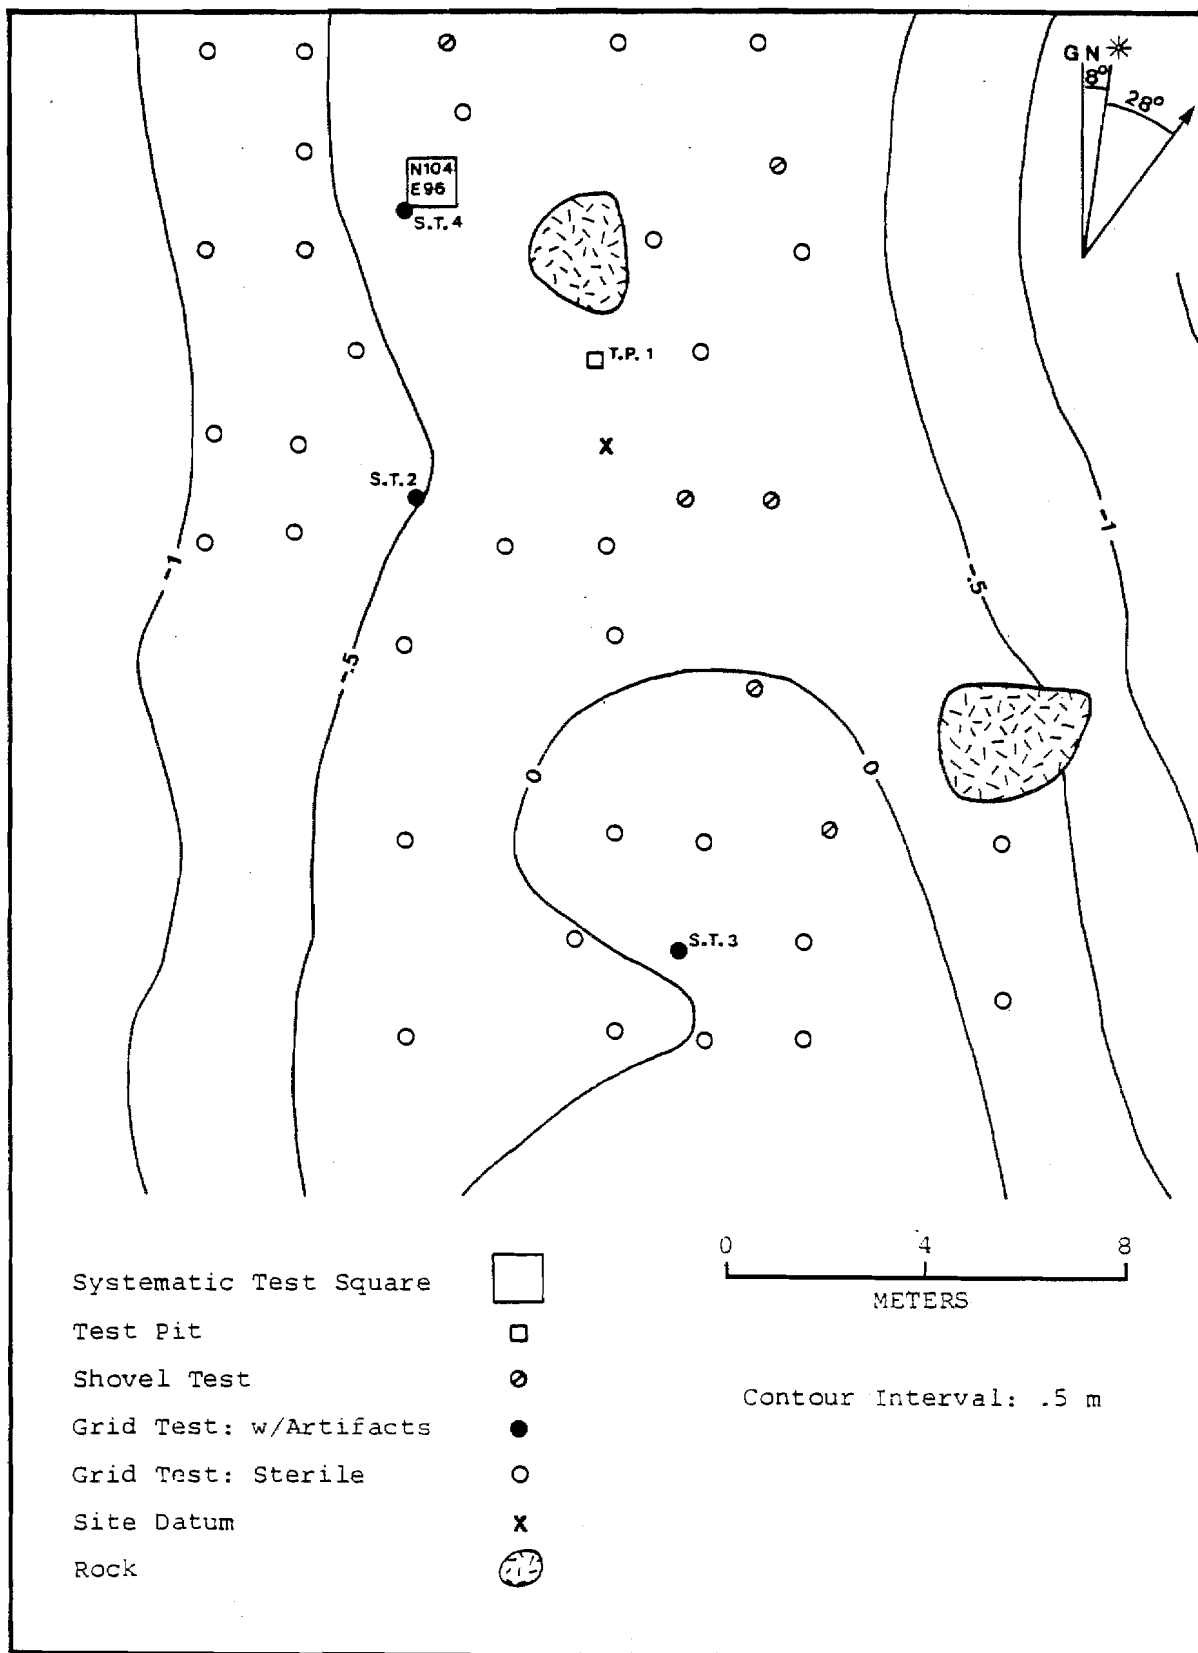 GN
8°
28°
N104
E96
S.T.4
T.P.1
X
S.T.2
-1
-.5
-.5
-1
0
0
S.T.3
0 4 8
METERS
Systematic Test Square
Test Pit
Shovel Test
Grid Test: w/Artifacts
Grid Test: Sterile
Site Datum X
Rock
Contour Interval: .5 m